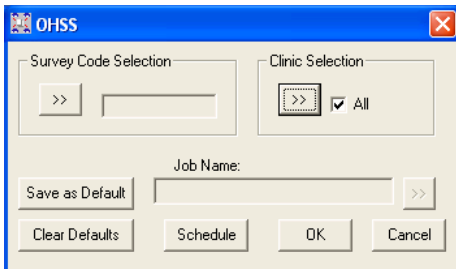 OHSS
Survey Code Selection
>>
Clinic Selection
>> All
Job Name:
Save as Default >>
Clear Defaults Schedule OK Cancel